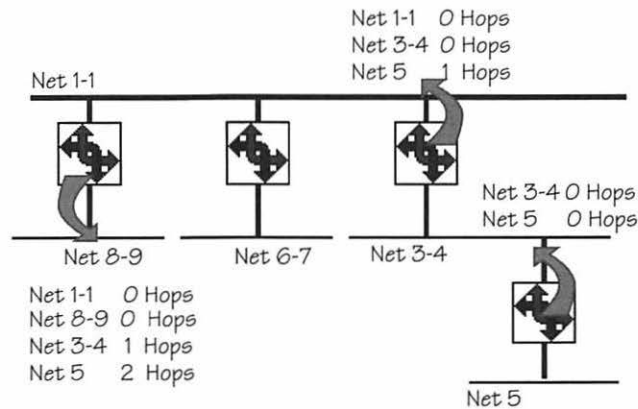 Net 1-1 0 Hops
Net 3-4 0 Hops
Net 5 1 Hops
Net 1-1
Net 3-4 0 Hops
Net 5 0 Hops
Net 8-9
Net 6-7
Net 3-4
Net 1-1 0 Hops
Net 8-9 0 Hops
Net 3-4 1 Hops
Net 5 2 Hops
Net 5